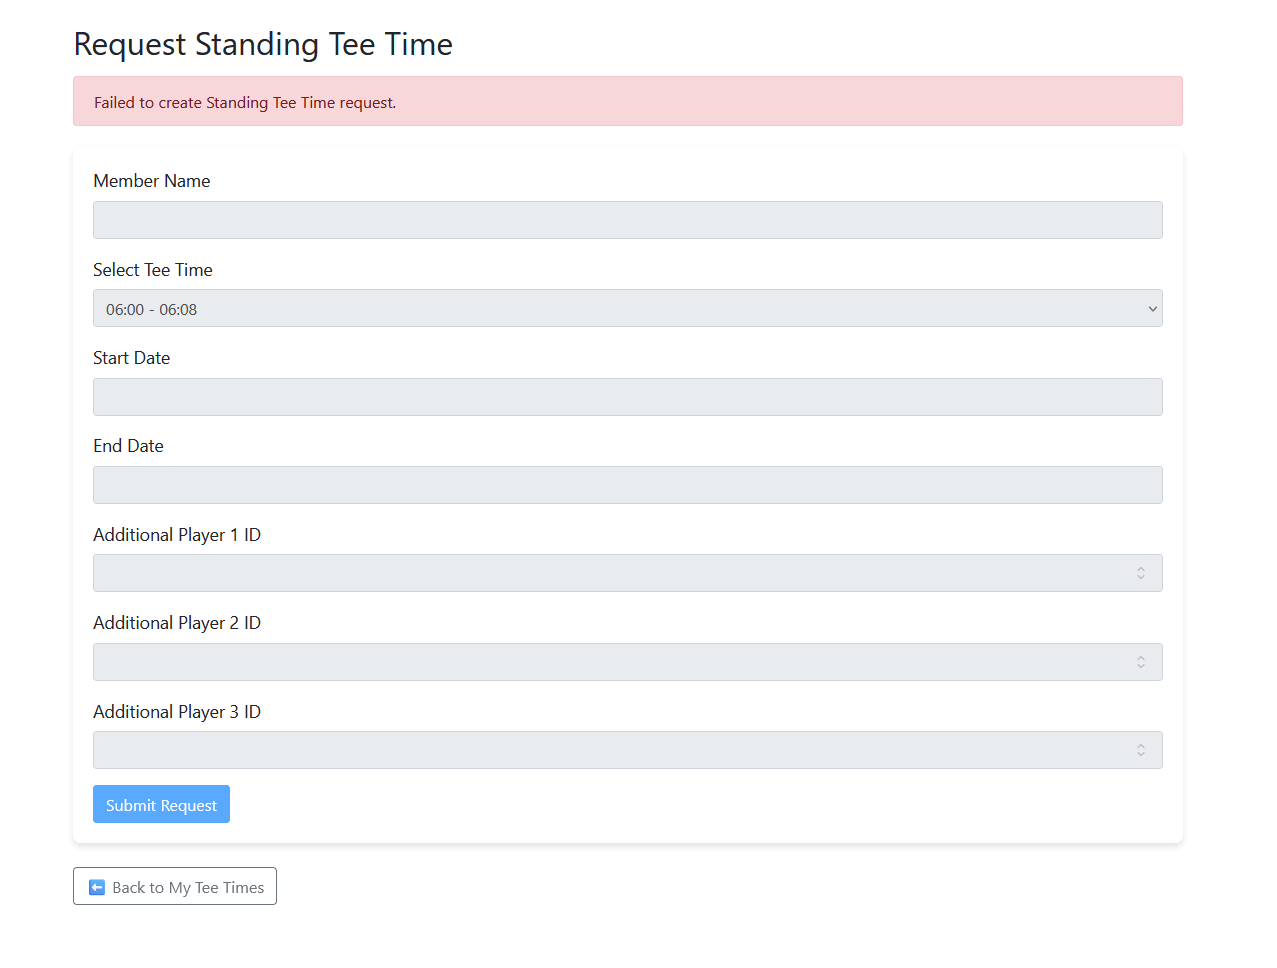 Request Standing Tee Time
Failed to create Standing Tee Time request.
Member Name
Select Tee Time
06:00 - 06:08
Start Date
End Date
Additional Player 1 ID
Additional Player 2 ID
Additional Player 3 ID
Submit Request
⬅️ Back to My Tee Times